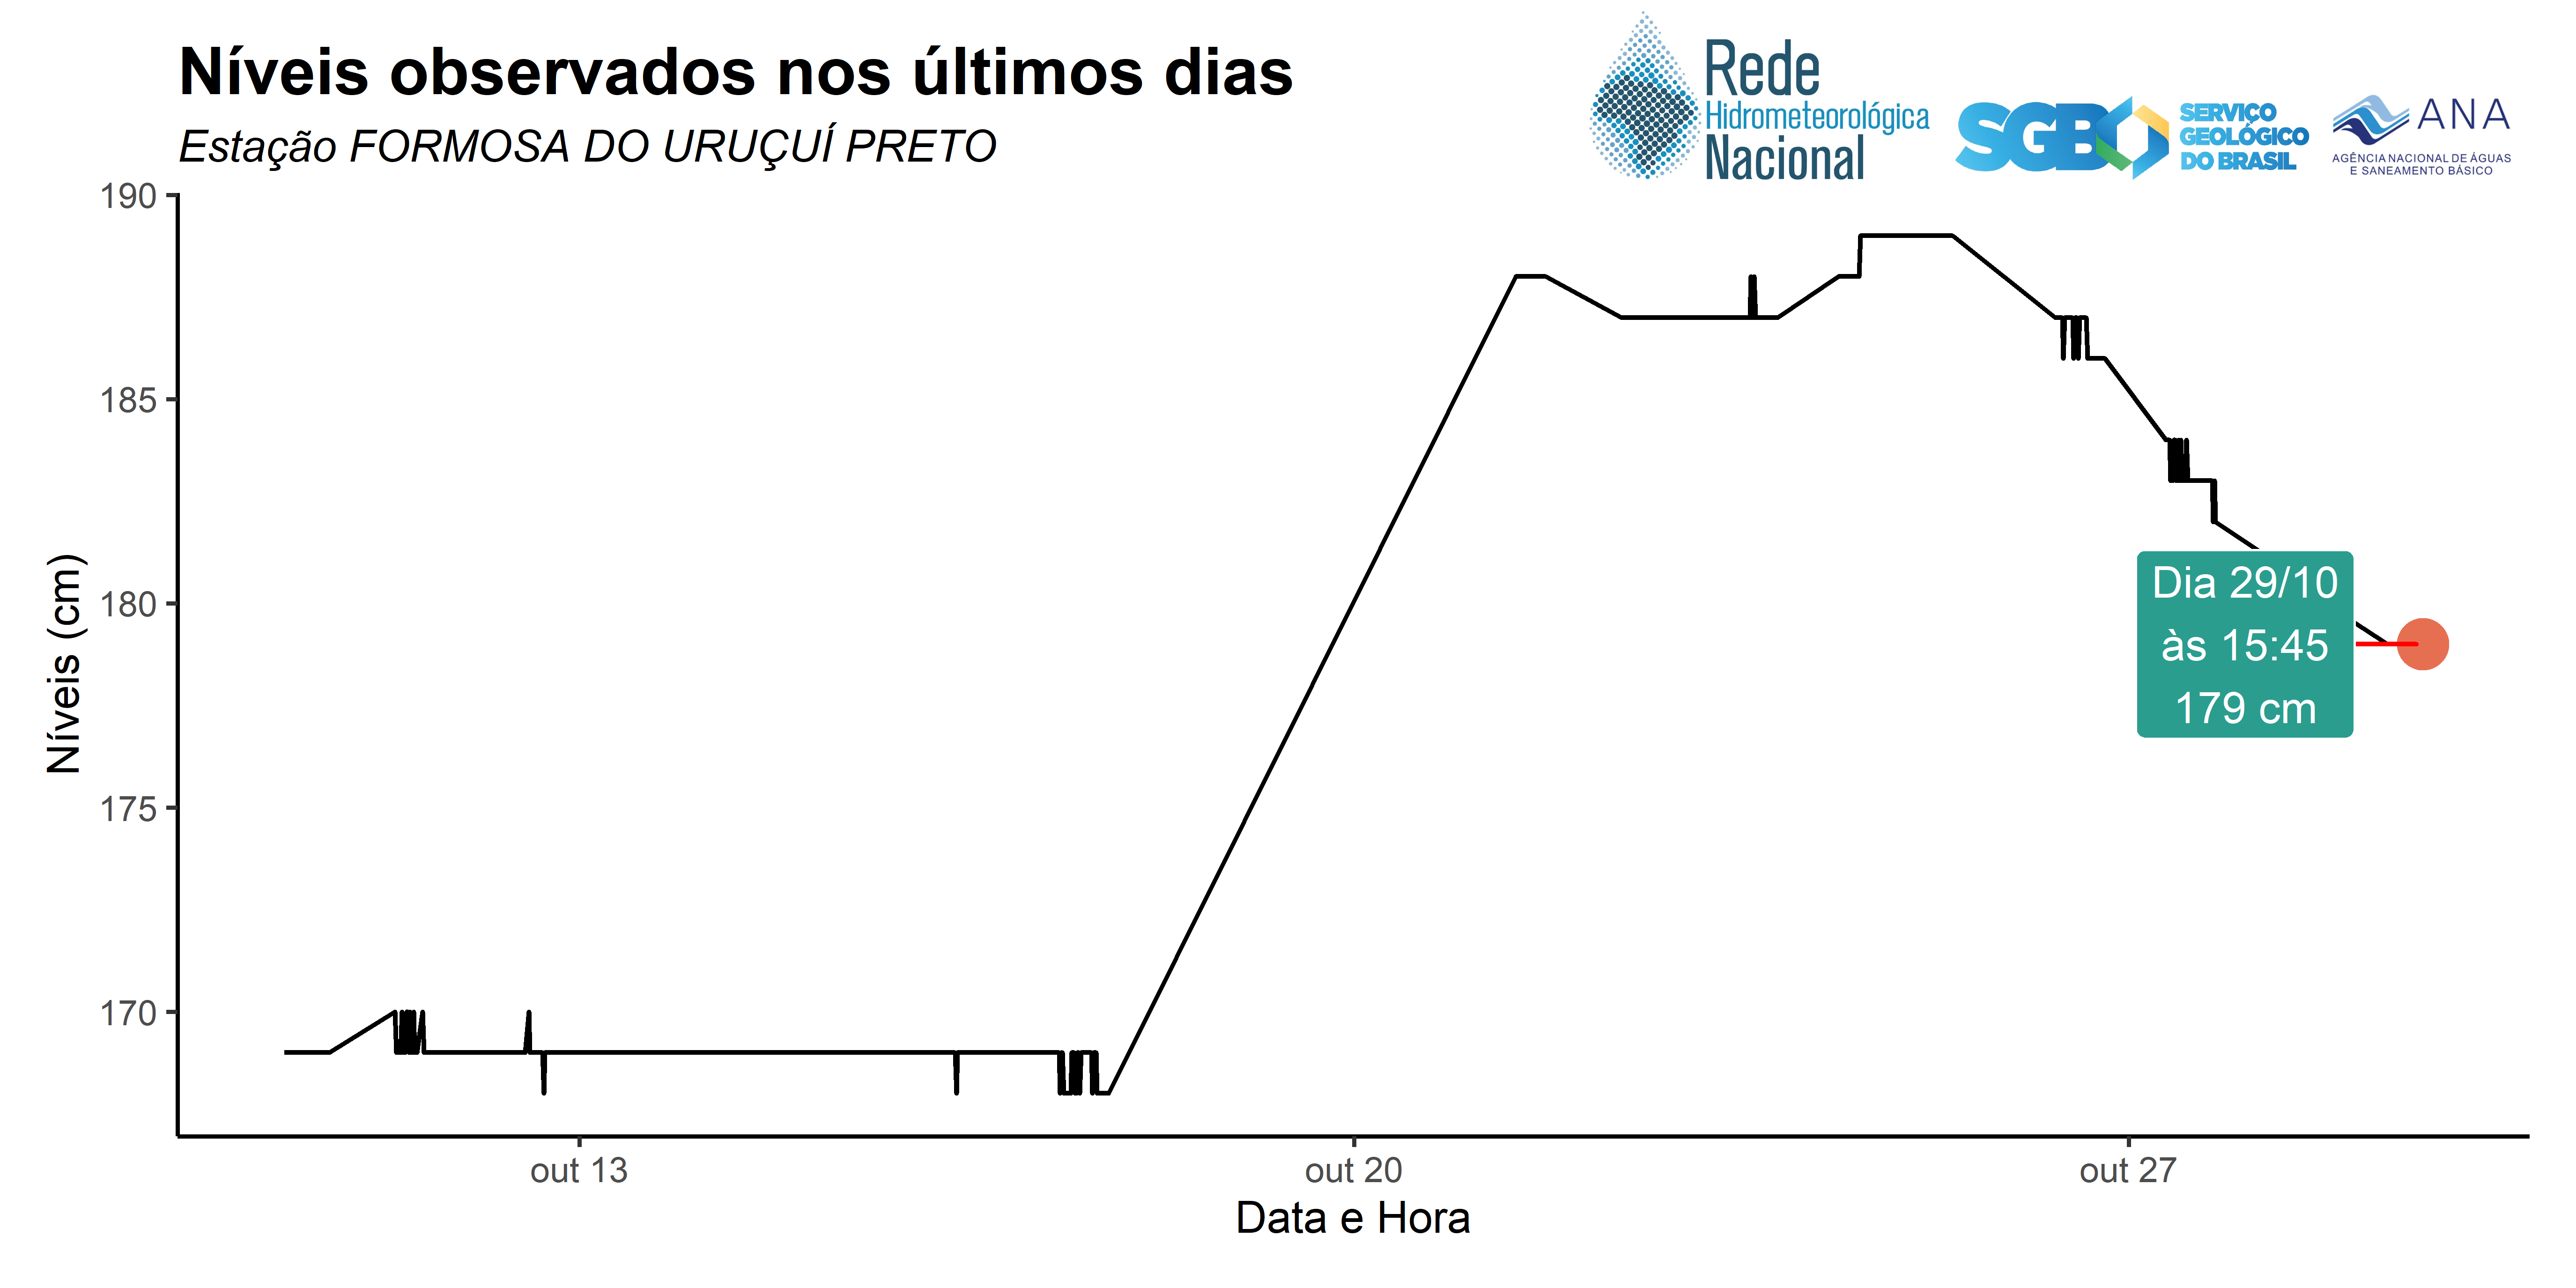 Níveis observados nos últimos dias
Estação FORMOSA DO URUÇUÍ PRETO
Rede
Hidrometeorológica
Nacional
SGB
SERVIÇO
GEOLÓGICO
DO BRASIL
ANA
AGÊNCIA NACIONAL DE ÁGUAS
E SANEAMENTO BÁSICO
190
185
180
175
170
Níveis (cm)
Dia 29/10
às 15:45
179 cm
out 13
out 20
out 27
Data e Hora